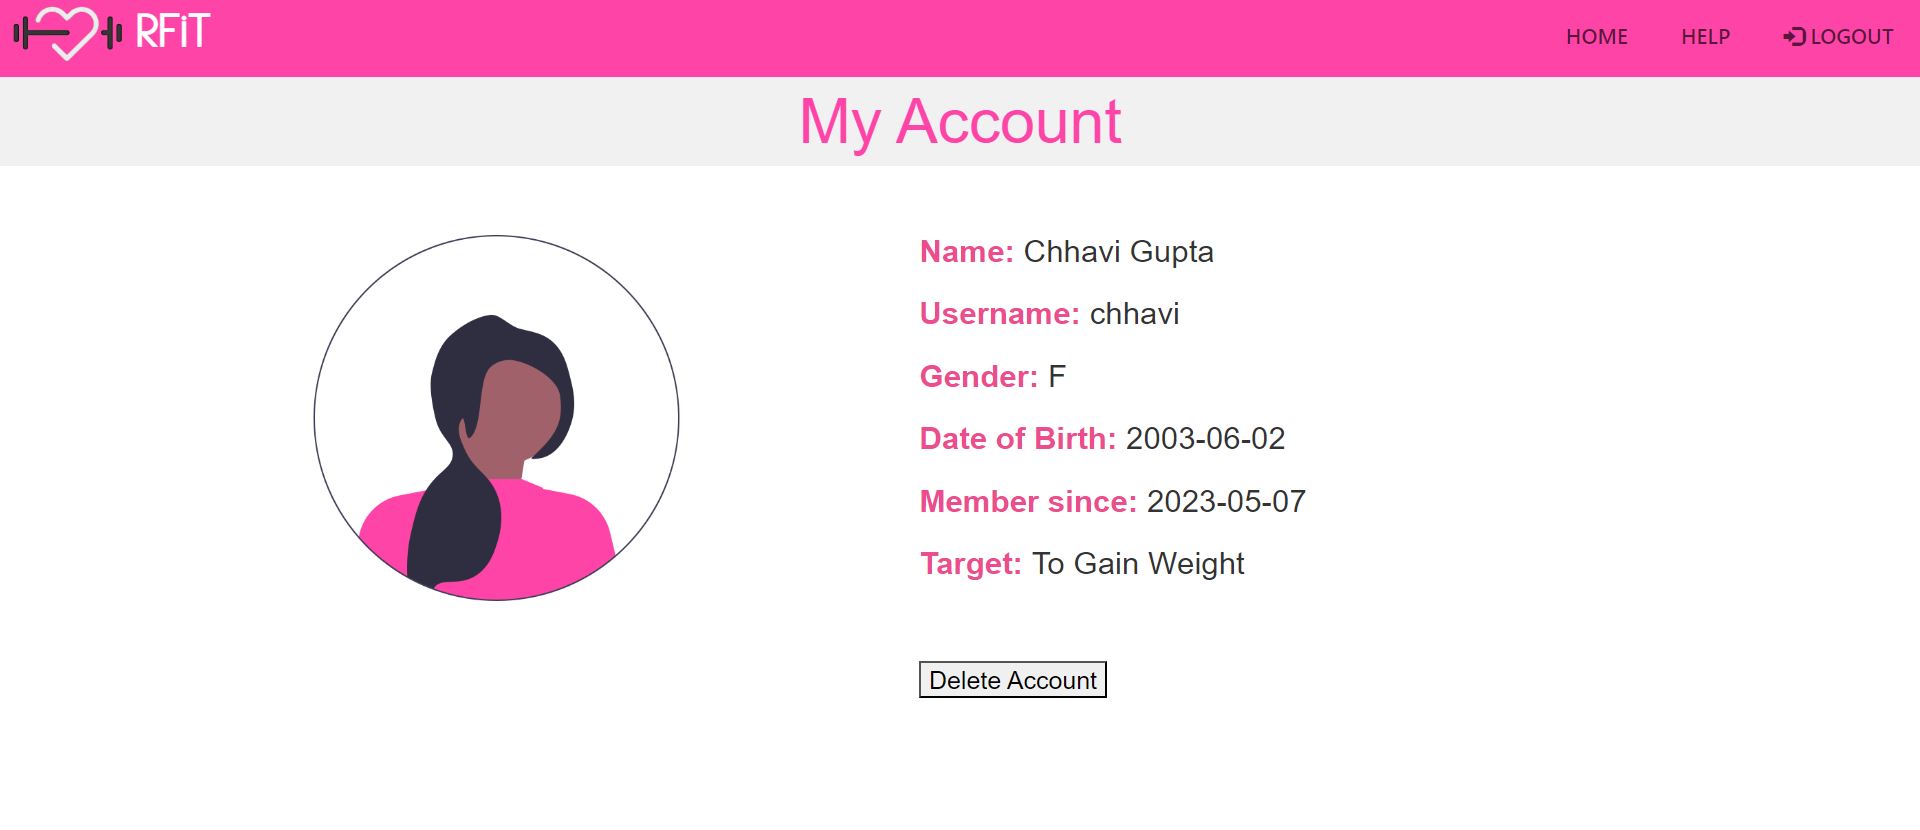 RFiT
HOME HELP LOGOUT
My Account
Name: Chhavi Gupta
Username: chhavi
Gender: F
Date of Birth: 2003-06-02
Member since: 2023-05-07
Target: To Gain Weight
Delete Account